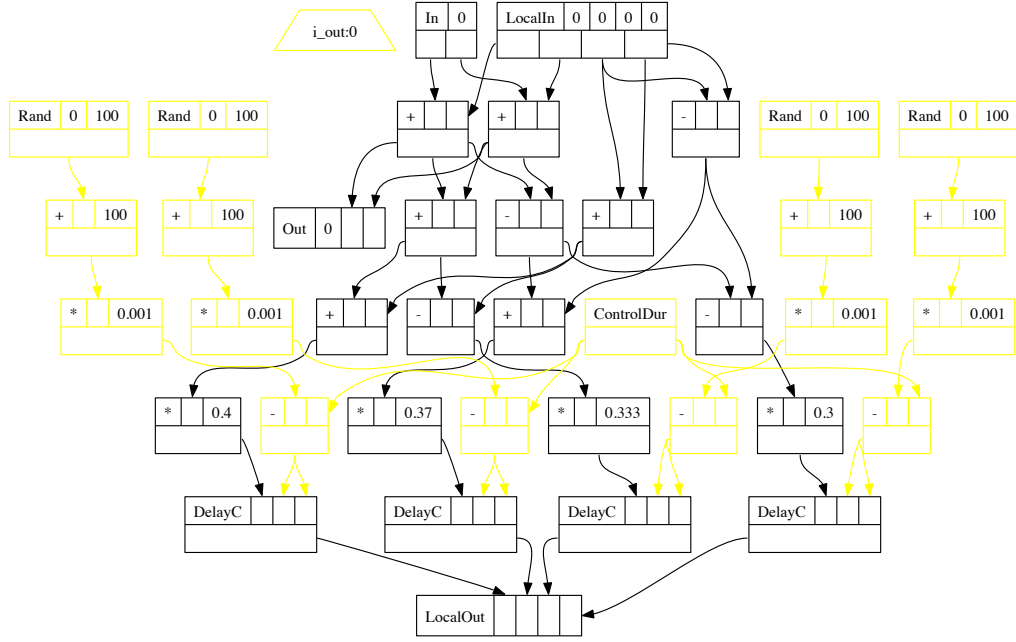 In 0
LocalIn 0 0 0 0
i_out:0
Rand 0 100
Rand 0 100
+
+
-
Rand 0 100
Rand 0 100
+ 100
+ 100
Out 0
+
-
+
+ 100
+ 100
* 0.001
* 0.001
+
-
+
ControlDur
-
* 0.001
* 0.001
* 0.4
-
* 0.37
-
* 0.333
-
* 0.3
-
DelayC
DelayC
DelayC
DelayC
LocalOut